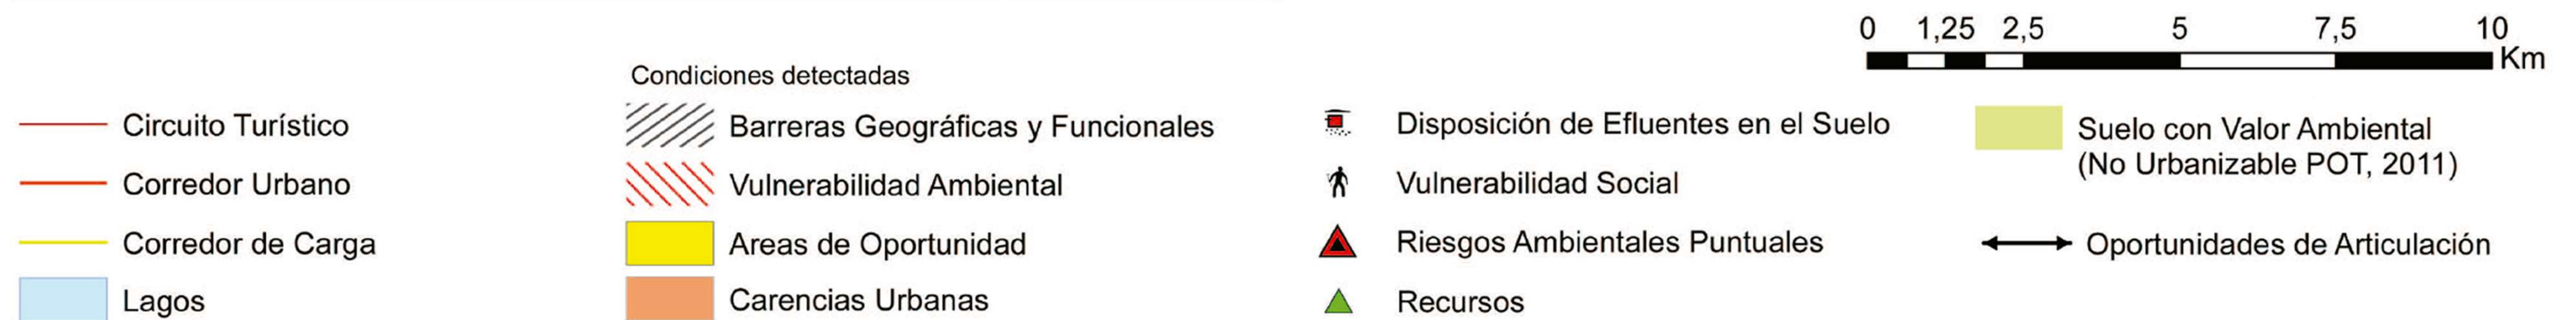 0 1,25 2,5 5 7,5 10
Km
Circuito Turístico
Corredor Urbano
Corredor de Carga
Lagos
Condiciones detectadas
Barreras Geográficas y Funcionales
Vulnerabilidad Ambiental
Areas de Oportunidad
Carencias Urbanas
Disposición de Efluentes en el Suelo
Vulnerabilidad Social
Riesgos Ambientales Puntuales
Recursos
Suelo con Valor Ambiental
(No Urbanizable POT, 2011)
Oportunidades de Articulación